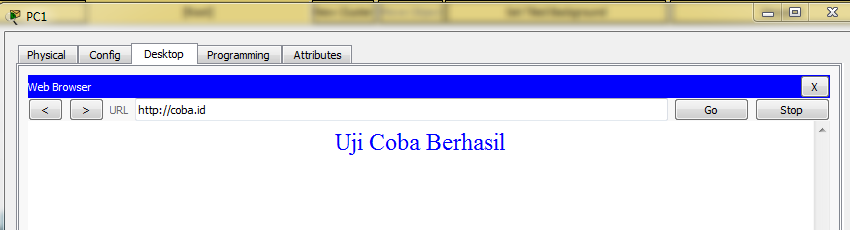 PC1
Physical Config Desktop Programming Attributes
Web Browser X
< > URL http://coba.id Go Stop
Uji Coba Berhasil